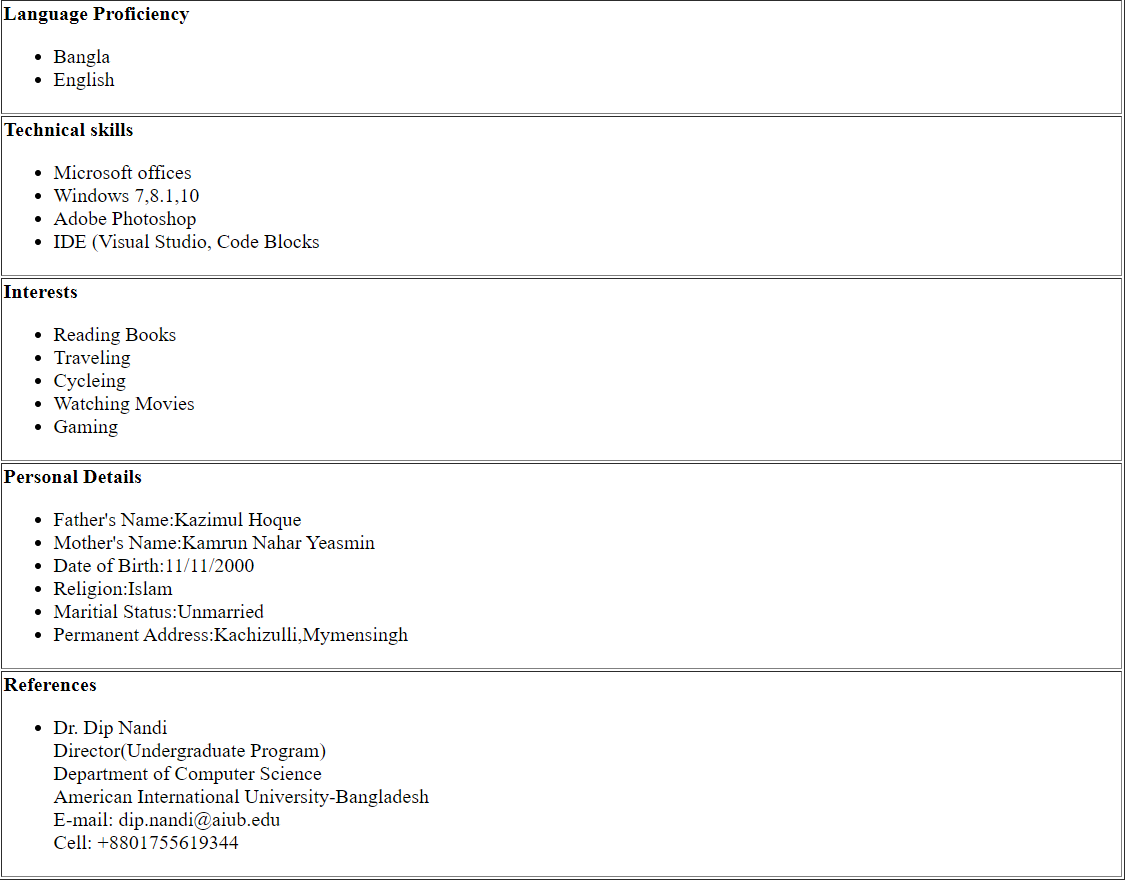 Language Proficiency
Bangla
English
Technical skills
Microsoft offices
Windows 7,8.1,10
Adobe Photoshop
IDE (Visual Studio, Code Blocks
Interests
Reading Books
Traveling
Cycleing
Watching Movies
Gaming
Personal Details
Father's Name:Kazimul Hoque
Mother's Name:Kamrun Nahar Yeasmin
Date of Birth:11/11/2000
Religion:Islam
Maritial Status:Unmarried
Permanent Address:Kachizulli,Mymensingh
References
Dr. Dip Nandi
Director(Undergraduate Program)
Department of Computer Science
American International University-Bangladesh
E-mail: dip.nandi@aiub.edu
Cell: +8801755619344